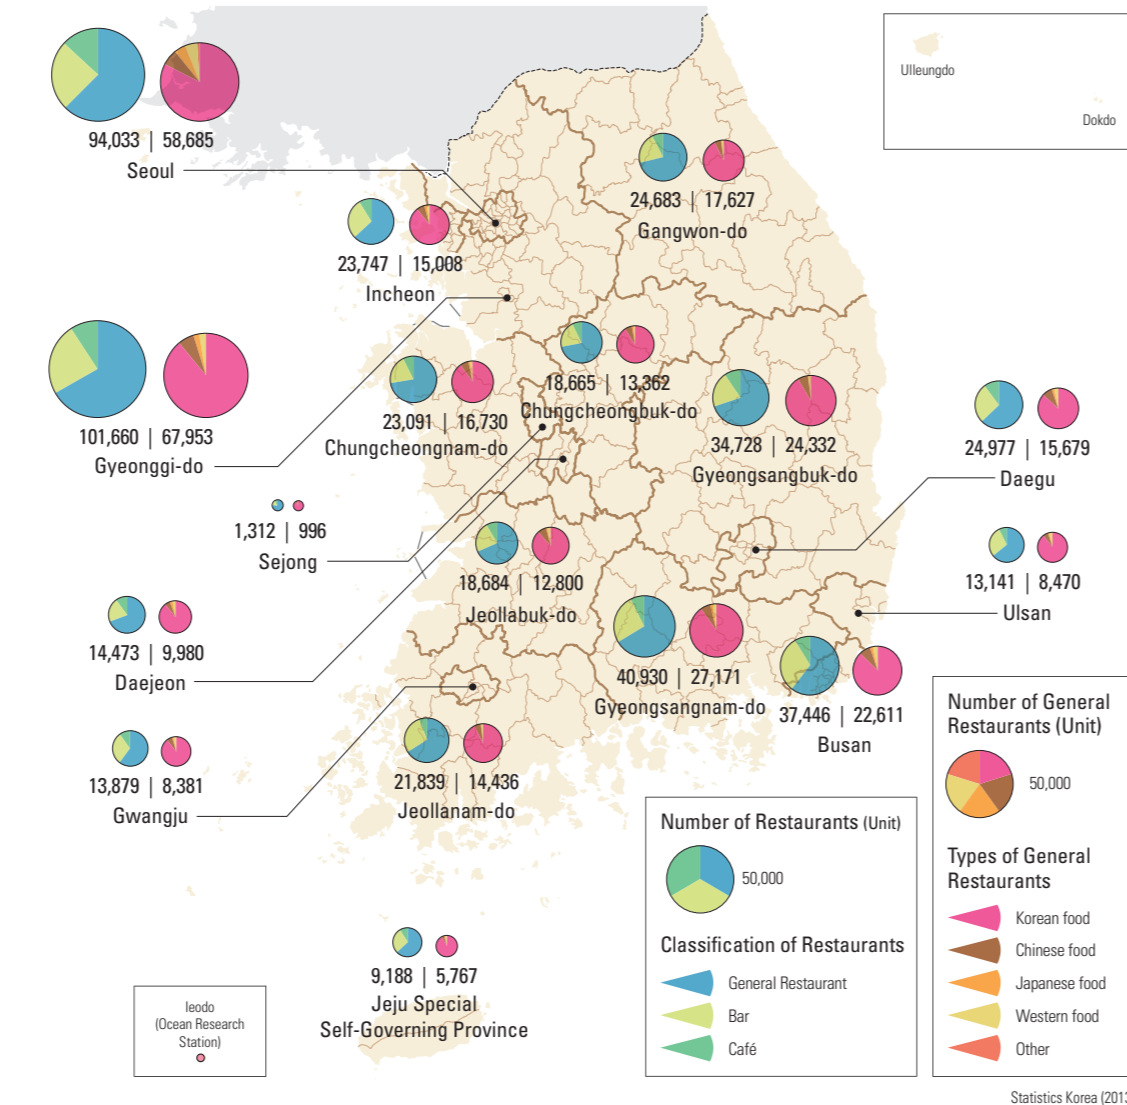 Ulleungdo
Dokdo
94,033 | 58,685
Seoul
24,683 | 17,627
Gangwon-do
23,747 | 15,008
Incheon
18,665 | 13,362
Chungcheongbuk-do
101,660 | 67,953
Gyeonggi-do
23,091 | 16,730
Chungcheongnam-do
34,728 | 24,332
Gyeongsangbuk-do
24,977 | 15,679
Daegu
1,312 | 996
Sejong
18,684 | 12,800
Jeollabuk-do
13,141 | 8,470
Ulsan
14,473 | 9,980
Daejeon
40,930 | 27,171
Gyeongsangnam-do
37,446 | 22,611
Busan
13,879 | 8,381
Gwangju
21,839 | 14,436
Jeollanam-do
9,188 | 5,767
Jeju Special
Self-Governing Province
Ieodo
(Ocean Research
Station)
Number of Restaurants (Unit)
50,000
Classification of Restaurants
General Restaurant
Bar
Café
Number of General
Restaurants (Unit)
50,000
Types of General
Restaurants
Korean food
Chinese food
Japanese food
Western food
Other
Statistics Korea (2013